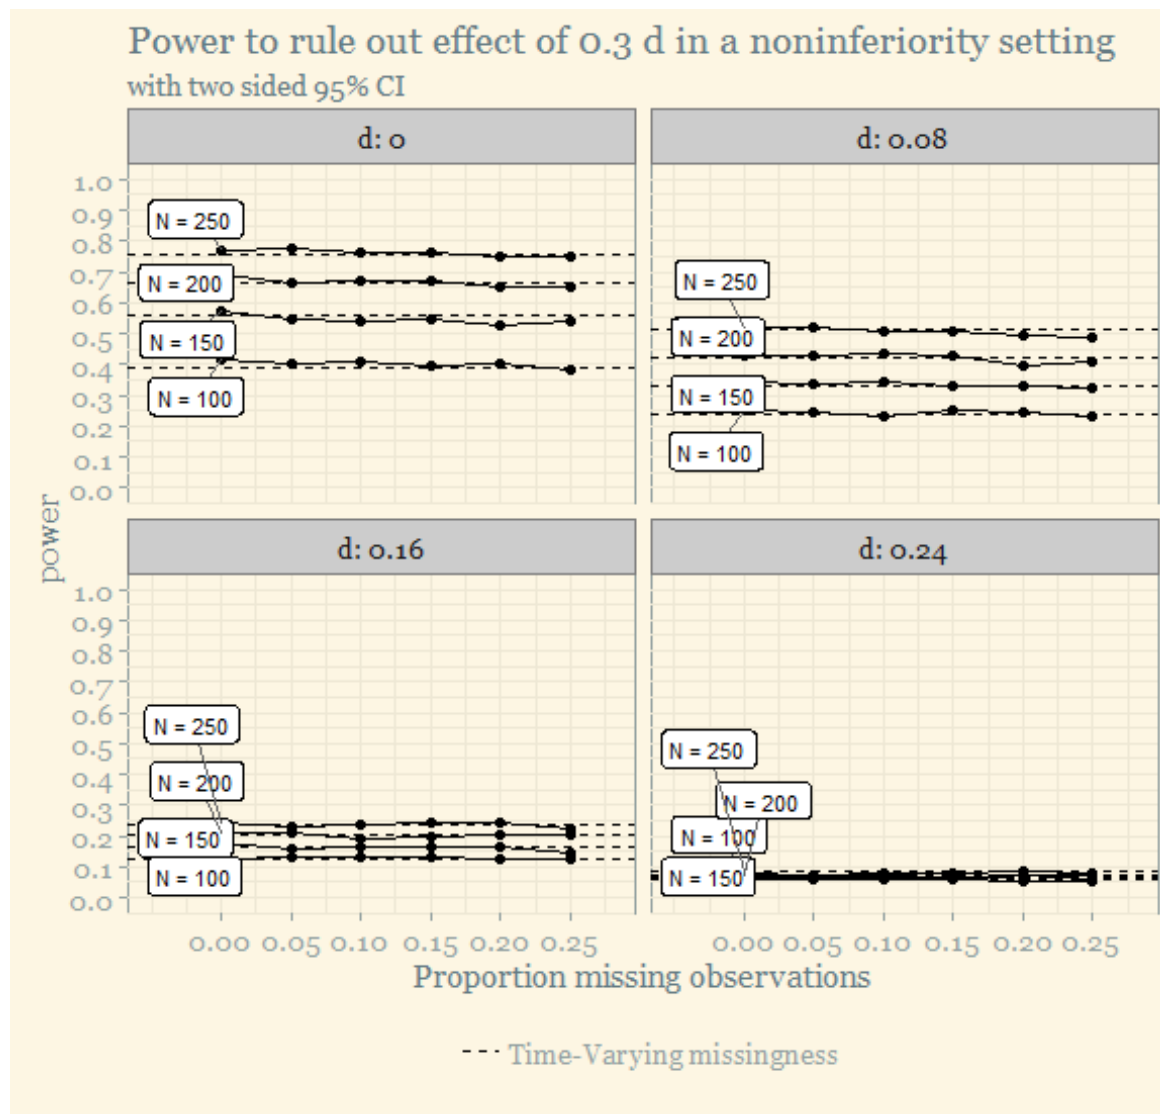 Power to rule out effect of 0.3 d in a noninferiority setting
with two sided 95% CI
d: 0
d: 0.08
1.0
0.9
0.8
0.7
0.6
0.5
0.4
0.3
0.2
0.1
0.0
N = 250
N = 200
N = 150
N = 100
N = 250
N = 200
N = 150
N = 100
power
d: 0.16
d: 0.24
1.0
0.9
0.8
0.7
0.6
0.5
0.4
0.3
0.2
0.1
0.0
N = 250
N = 200
N = 150
N = 100
N = 250
N = 200
N = 100
N = 150
0.00 0.05 0.10 0.15 0.20 0.25
0.00 0.05 0.10 0.15 0.20 0.25
Proportion missing observations
Time-Varying missingness